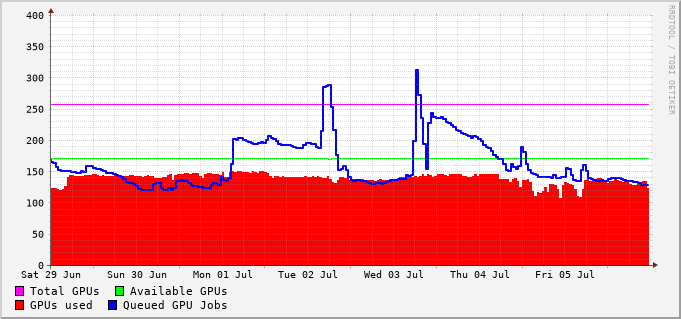 400
350
300
250
200
150
100
50
0
Sat 29 Jun Sun 30 Jun Mon 01 Jul Tue 02 Jul Wed 03 Jul Thu 04 Jul Fri 05 Jul
Total GPUs Available GPUs
GPUs used Queued GPU Jobs
RRDTOOL / TOBI OETIKER